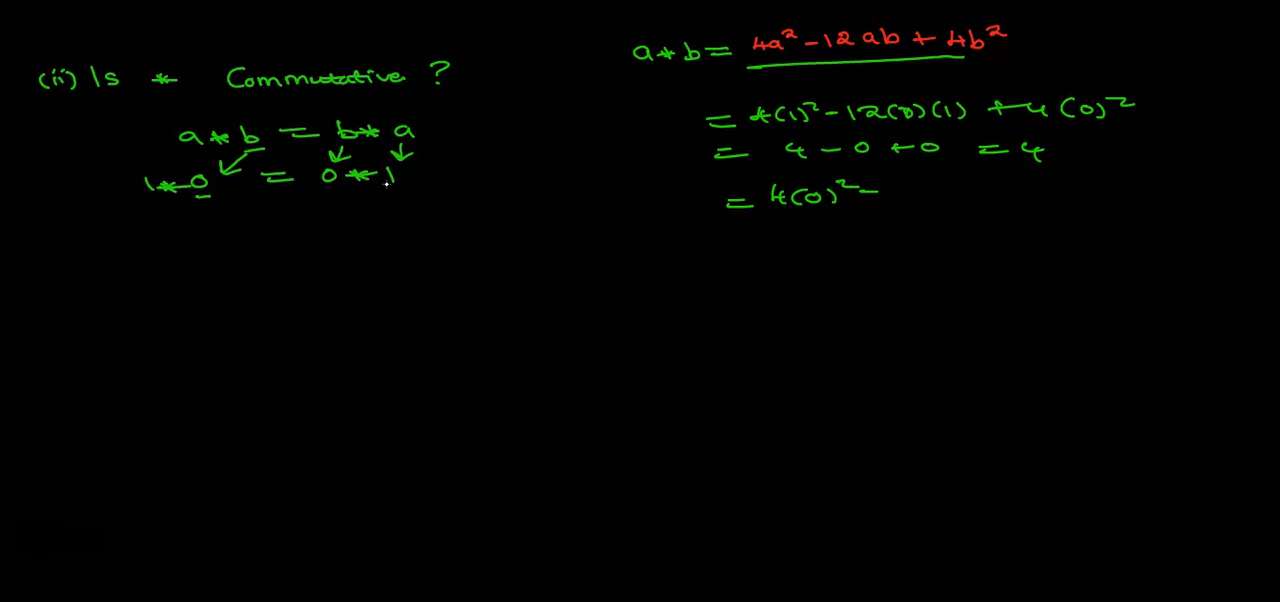 (ii) Is * Commutative ?
a * b = b * a
1 * 0 = 0 * 1
a * b = 4a² - 12ab + 4b²
= 4(1)² - 12(0)(1) + 4(0)²
= 4 - 0 + 0 = 4
= 4(0)² -